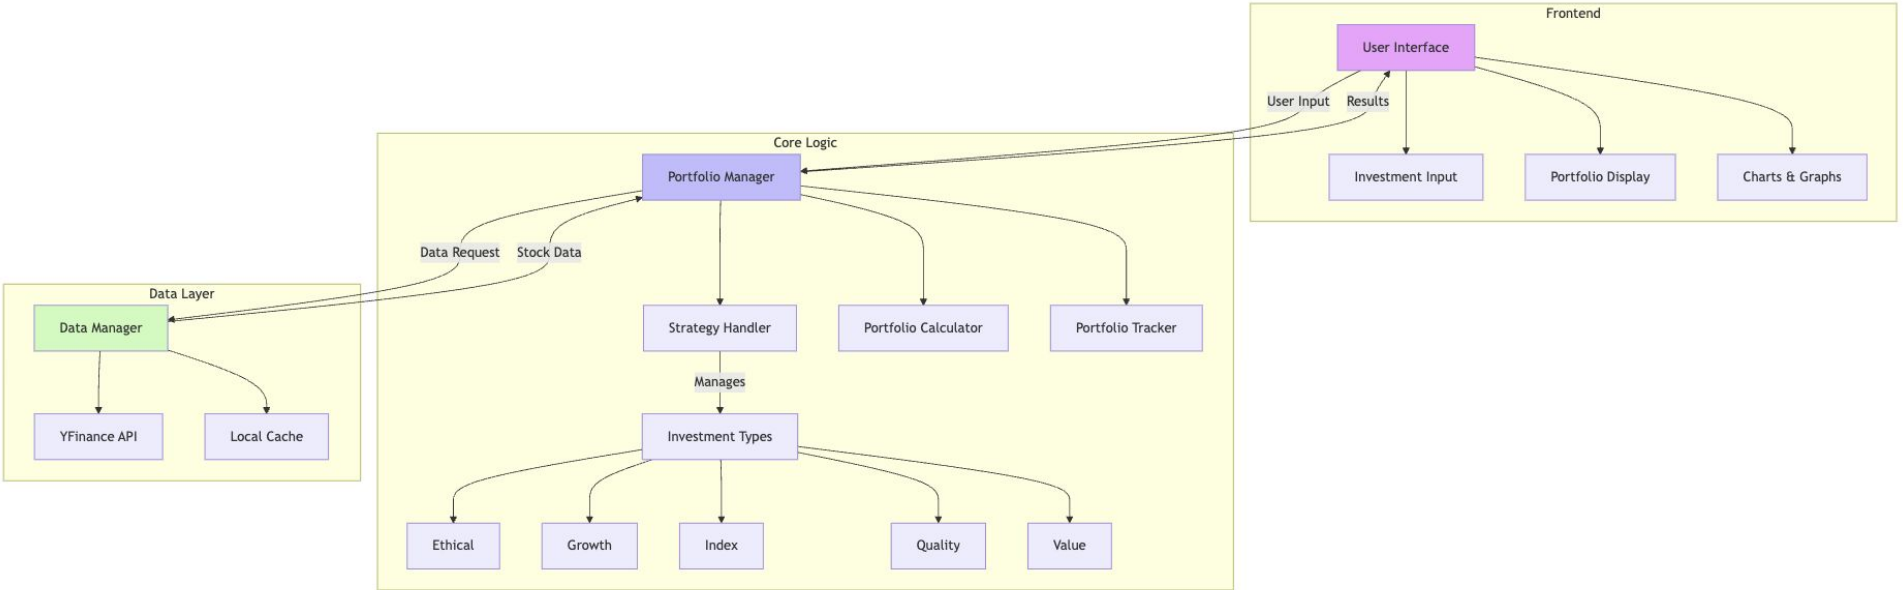 Frontend
User Interface
User Input
Results
Investment Input
Portfolio Display
Charts & Graphs
Core Logic
Portfolio Manager
Data Request
Stock Data
Strategy Handler
Portfolio Calculator
Portfolio Tracker
Manages
Investment Types
Ethical
Growth
Index
Quality
Value
Data Layer
Data Manager
YFinance API
Local Cache